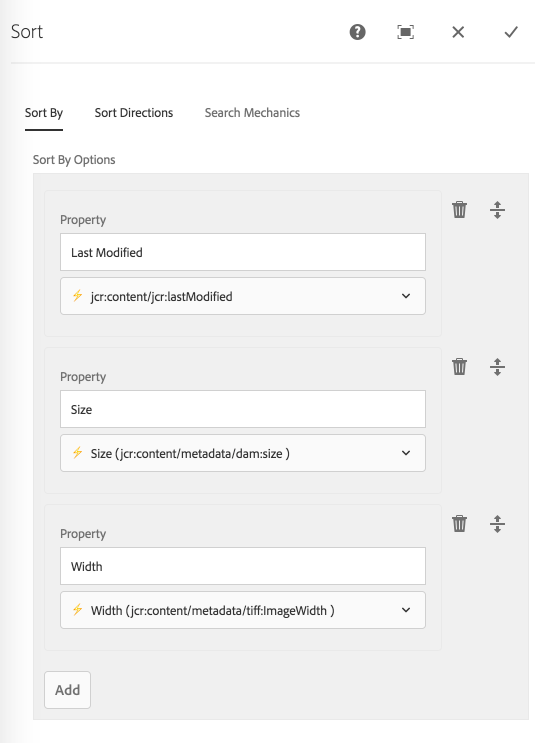 Sort
Sort By Sort Directions Search Mechanics
Sort By Options
Property
Last Modified
jcr:content/jcr:lastModified
Property
Size
Size (jcr:content/metadata/dam:size )
Property
Width
Width (jcr:content/metadata/tiff:ImageWidth )
Add